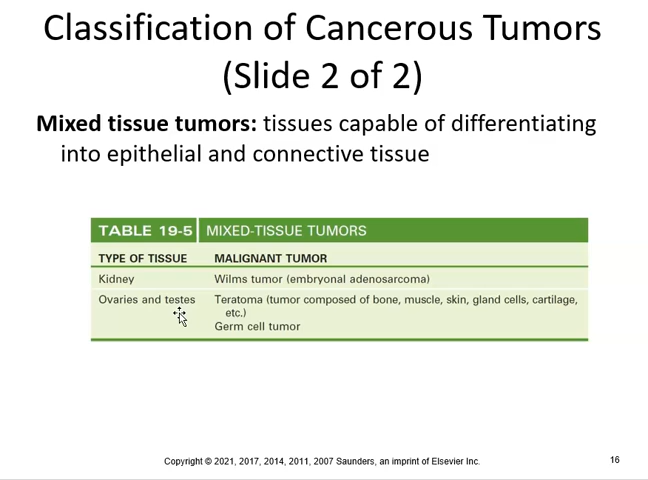 Classification of Cancerous Tumors
(Slide 2 of 2)
Mixed tissue tumors: tissues capable of differentiating
into epithelial and connective tissue
TABLE 19-5 MIXED-TISSUE TUMORS
TYPE OF TISSUE MALIGNANT TUMOR
Kidney Wilms tumor (embryonal adenosarcoma)
Ovaries and testes Teratoma (tumor composed of bone, muscle, skin, gland cells, cartilage,
etc.)
Germ cell tumor
Copyright © 2021, 2017, 2014, 2011, 2007 Saunders, an imprint of Elsevier Inc.
16